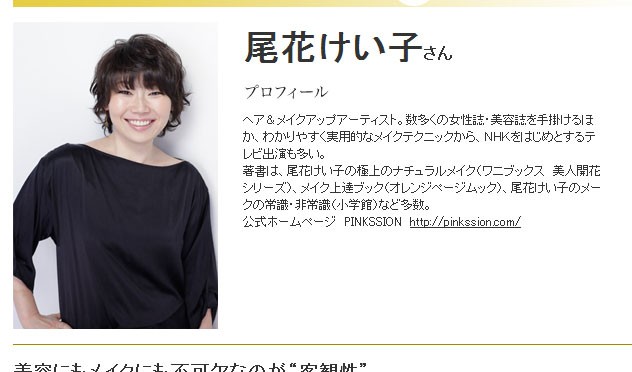 尾花けい子さん
プロフィール
ヘア＆メイクアップアーティスト。数多くの女性誌・美容誌を手掛けるほ
か、わかりやすく実用的なメイクテクニックから、NHKをはじめとするテ
レビ出演も多い。
著書は、尾花けい子の極上のナチュラルメイク（ワニブックス　美人開花
シリーズ）、メイク上達ブック（オレンジページムック）、尾花けい子のメー
クの常識・非常識（小学館）など多数。
公式ホームページ　PINKSSION　http://pinkssion.com/
美容にもメイクにも不可欠なのが“客観性”